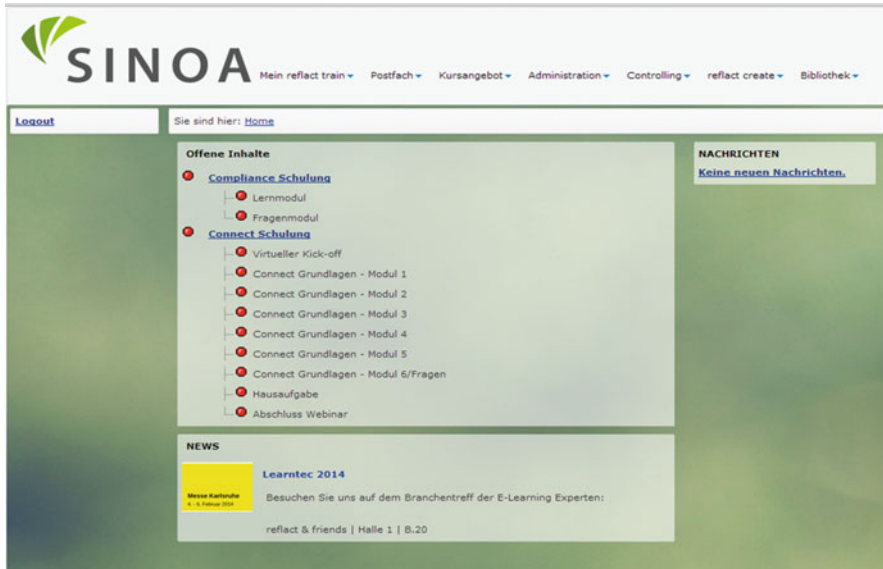 SINOA
Mein reflact train Postfach Kursangebot Administration Controlling reflact create Bibliothek
Logout
Sie sind hier: Home
Offene Inhalte
Compliance Schulung
Lernmodul
Fragenmodul
Connect Schulung
Virtueller Kick-off
Connect Grundlagen - Modul 1
Connect Grundlagen - Modul 2
Connect Grundlagen - Modul 3
Connect Grundlagen - Modul 4
Connect Grundlagen - Modul 5
Connect Grundlagen - Modul 6/Fragen
Hausaufgabe
Abschluss Webinar
NACHRICHTEN
Keine neuen Nachrichten.
NEWS
Messe Karlsruhe
4. - 6. Februar 2014
Learntec 2014
Besuchen Sie uns auf dem Branchentreff der E-Learning Experten:
reflact & friends | Halle 1 | B.20